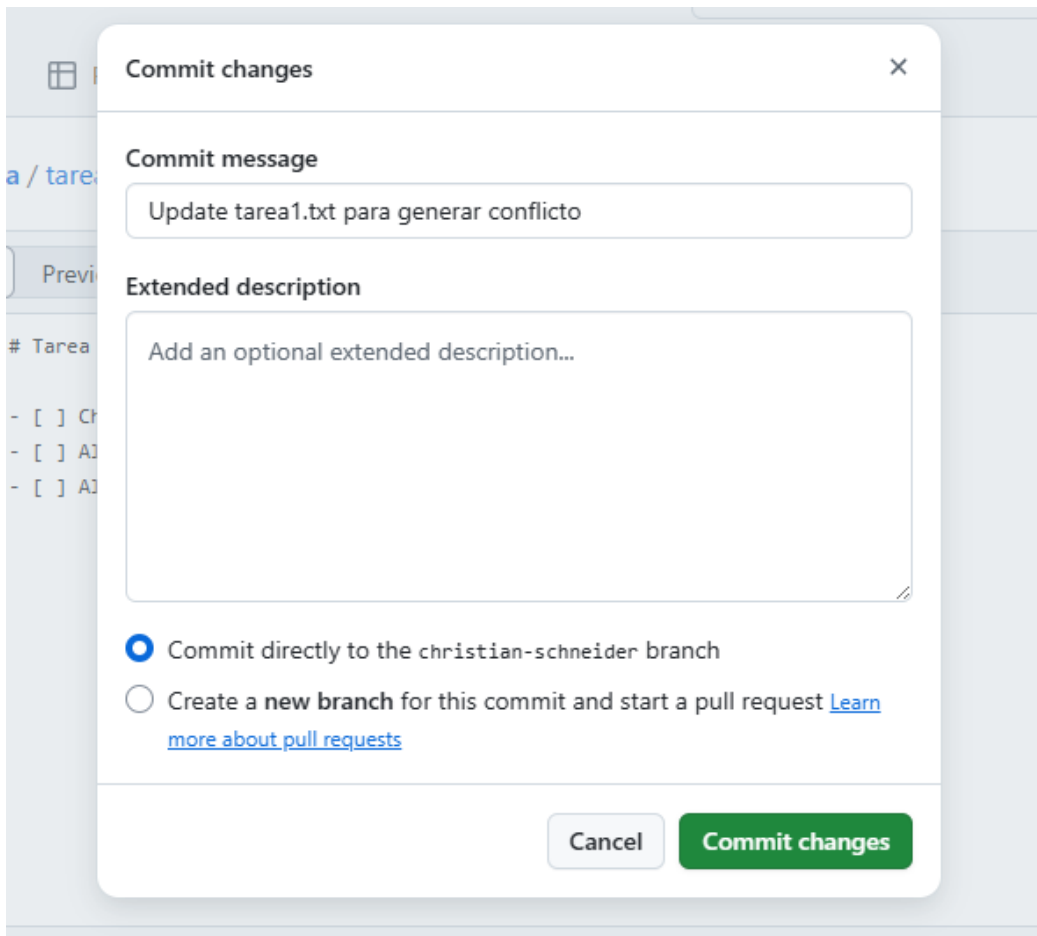 Commit changes
a / tarea
Commit message
Update tarea1.txt para generar conflicto
Previ
Extended description
Add an optional extended description...
# Tarea
- [ ]
- [ ]
- [ ]
Commit directly to the christian-schneider branch
Create a new branch for this commit and start a pull request Learn
more about pull requests
Cancel Commit changes